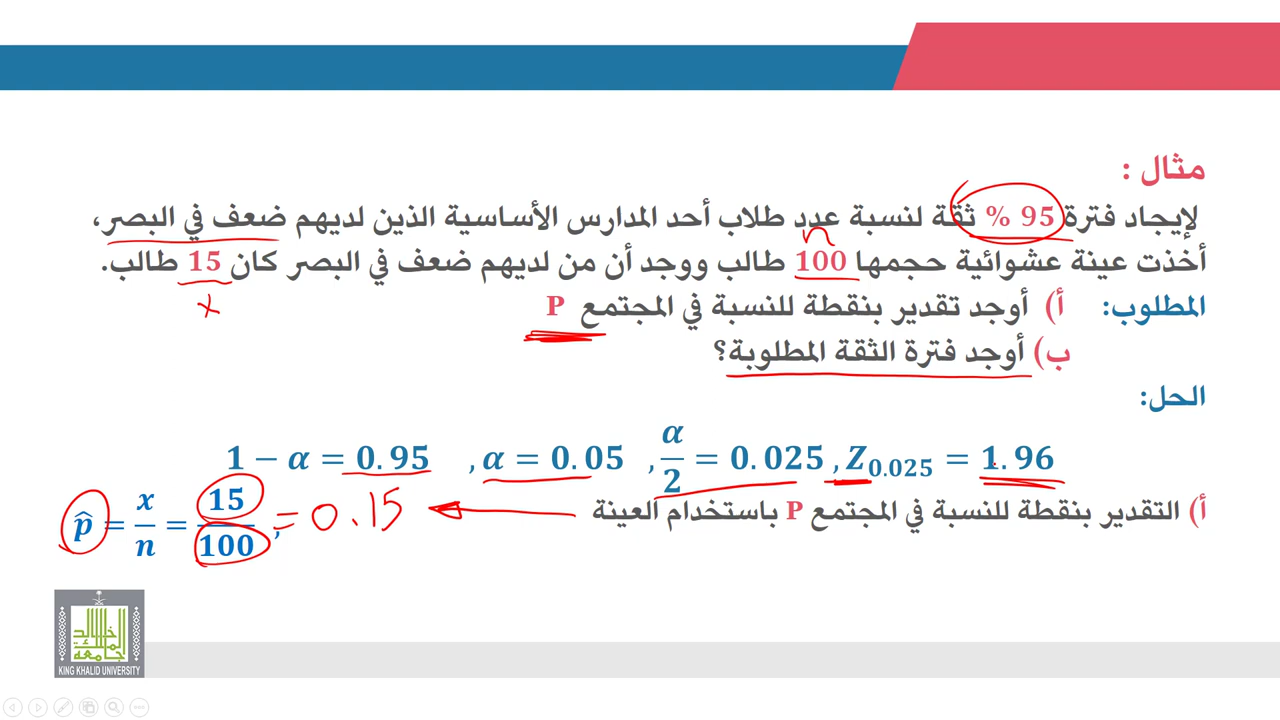 مثال :
لإيجاد فترة 95 % ثقة لنسبة عدد طلاب أحد المدارس الأساسية الذين لديهم ضعف في البصر،
أخذت عينة عشوائية حجمها 100 طالب ووجد أن من لديهم ضعف في البصر كان 15 طالب.
n
x
المطلوب: أ) أوجد تقدير بنقطة للنسبة في المجتمع P
ب) أوجد فترة الثقة المطلوبة؟
الحل:
1 − α = 0.95 , α = 0.05 , α/2 = 0.025 , Z0.025 = 1.96
أ) التقدير بنقطة للنسبة في المجتمع P باستخدام العينة
p̂ = x/n = 15/100 , = 0.15
جامعة الملك خالد
KING KHALID UNIVERSITY